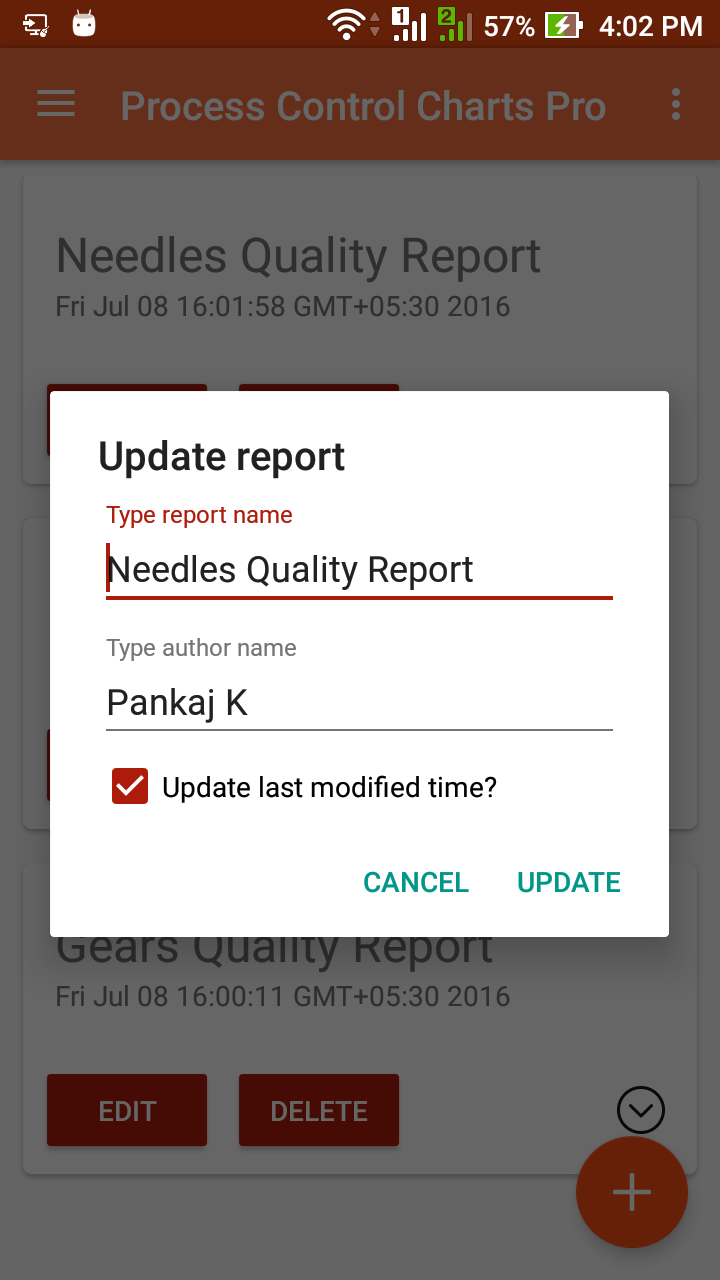 1 2 57% 4:02 PM
Process Control Charts Pro
Needles Quality Report
Fri Jul 08 16:01:58 GMT+05:30 2016
Update report
Type report name
Needles Quality Report
Type author name
Pankaj K
Update last modified time?
CANCEL UPDATE
Gears Quality Report
Fri Jul 08 16:00:11 GMT+05:30 2016
EDIT DELETE